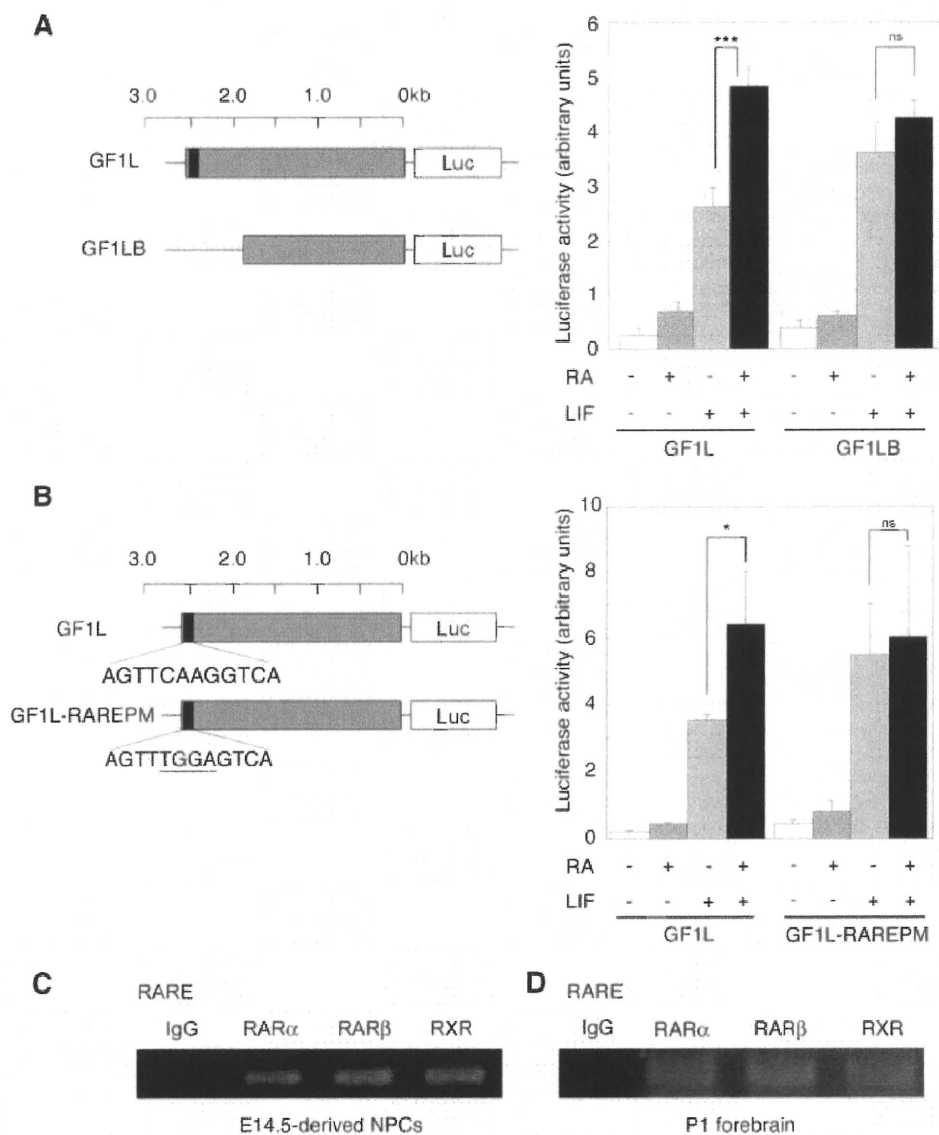 A
3.0 2.0 1.0 0kb
GF1L
Luc
GF1LB
Luc
Luciferase activity (arbitrary units)
6
5
4
3
2
1
0
***
ns
RA - + - + - + - +
LIF - - + + - - + +
GF1L GF1LB
B
3.0 2.0 1.0 0kb
GF1L
Luc
AGTTCAAGGTCA
GF1L-RAREPM
Luc
AGTTTGGAGTCA
Luciferase activity (arbitrary units)
10
8
6
4
2
0
*
ns
RA - + - + - + - +
LIF - - + + - - + +
GF1L GF1L-RAREPM
C
RARE
IgG RARα RARβ RXR
E14.5-derived NPCs
D
RARE
IgG RARα RARβ RXR
P1 forebrain